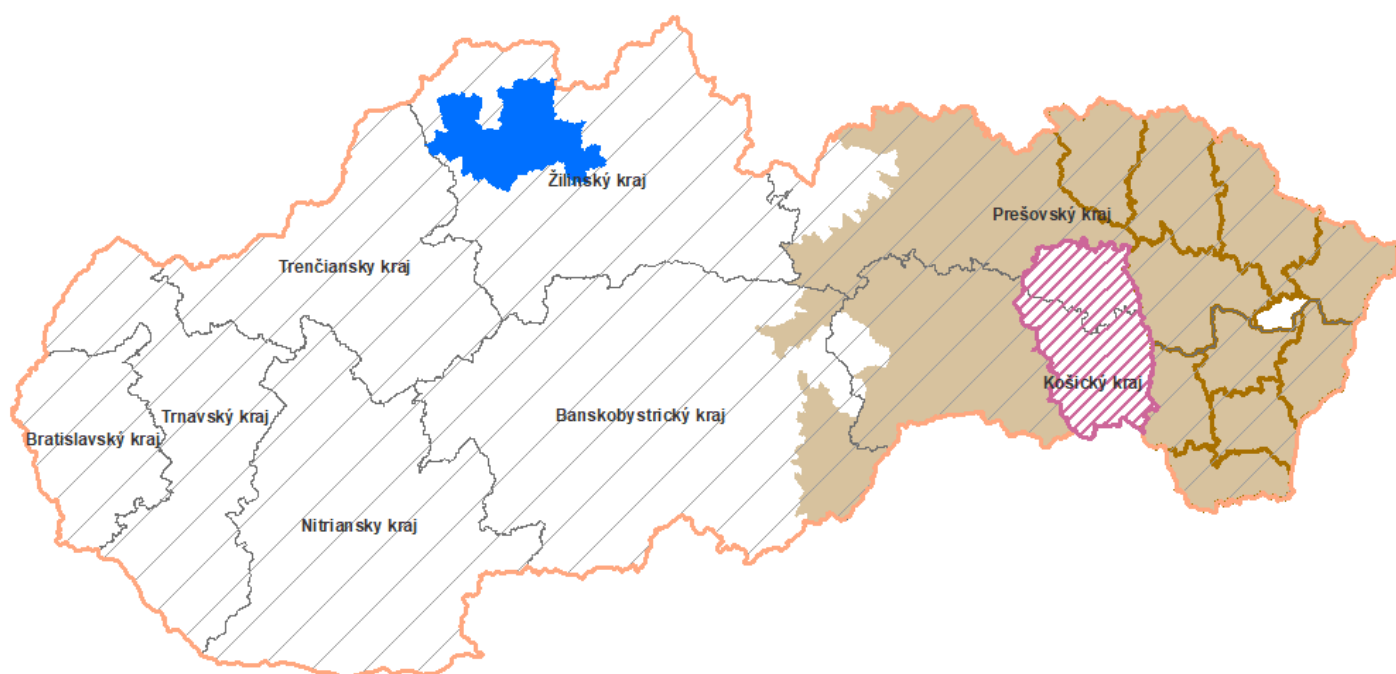 Žilinský kraj
Prešovský kraj
Trenčiansky kraj
Košický kraj
Trnavský kraj
Banskobystrický kraj
Bratislavský kraj
Nitriansky kraj